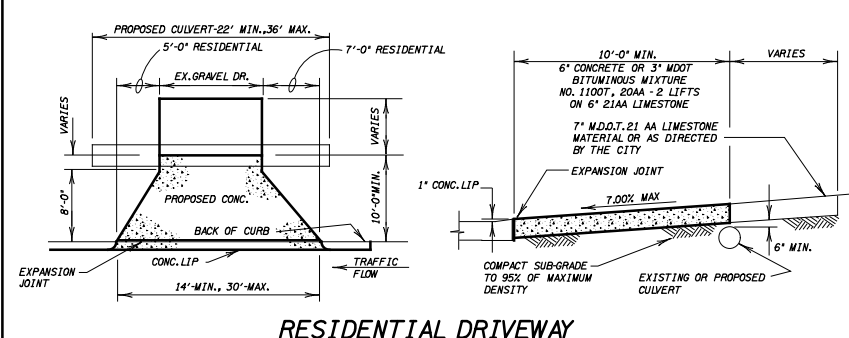 PROPOSED CULVERT-22' MIN.,36' MAX.
5'-0" RESIDENTIAL
7'-0" RESIDENTIAL
EX.GRAVEL DR.
VARIES
VARIES
8'-0"
10'-0"MIN.
PROPOSED CONC.
BACK OF CURB
EXPANSION
JOINT
CONC.LIP
TRAFFIC
FLOW
14'-MIN., 30'-MAX.
10'-0" MIN.
VARIES
6" CONCRETE OR 3" MDOT
BITUMINOUS MIXTURE
NO. 1100T, 20AA - 2 LIFTS
ON 6" 21AA LIMESTONE
7" M.D.O.T.21 AA LIMESTONE
MATERIAL OR AS DIRECTED
BY THE CITY
EXPANSION JOINT
1" CONC.LIP
7.00% MAX
6" MIN.
COMPACT SUB-GRADE
TO 95% OF MAXIMUM
DENSITY
EXISTING OR PROPOSED
CULVERT
RESIDENTIAL DRIVEWAY